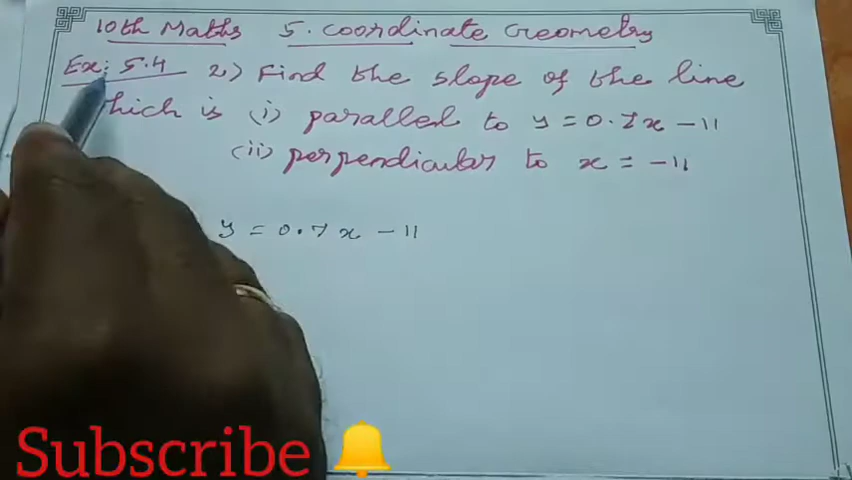 10th Maths 5. Coordinate Geometry
Ex: 5.4 2) Find the slope of the line
which is (i) parallel to y = 0.7x - 11
(ii) perpendicular to x = -11
y = 0.7x - 11
Subscribe